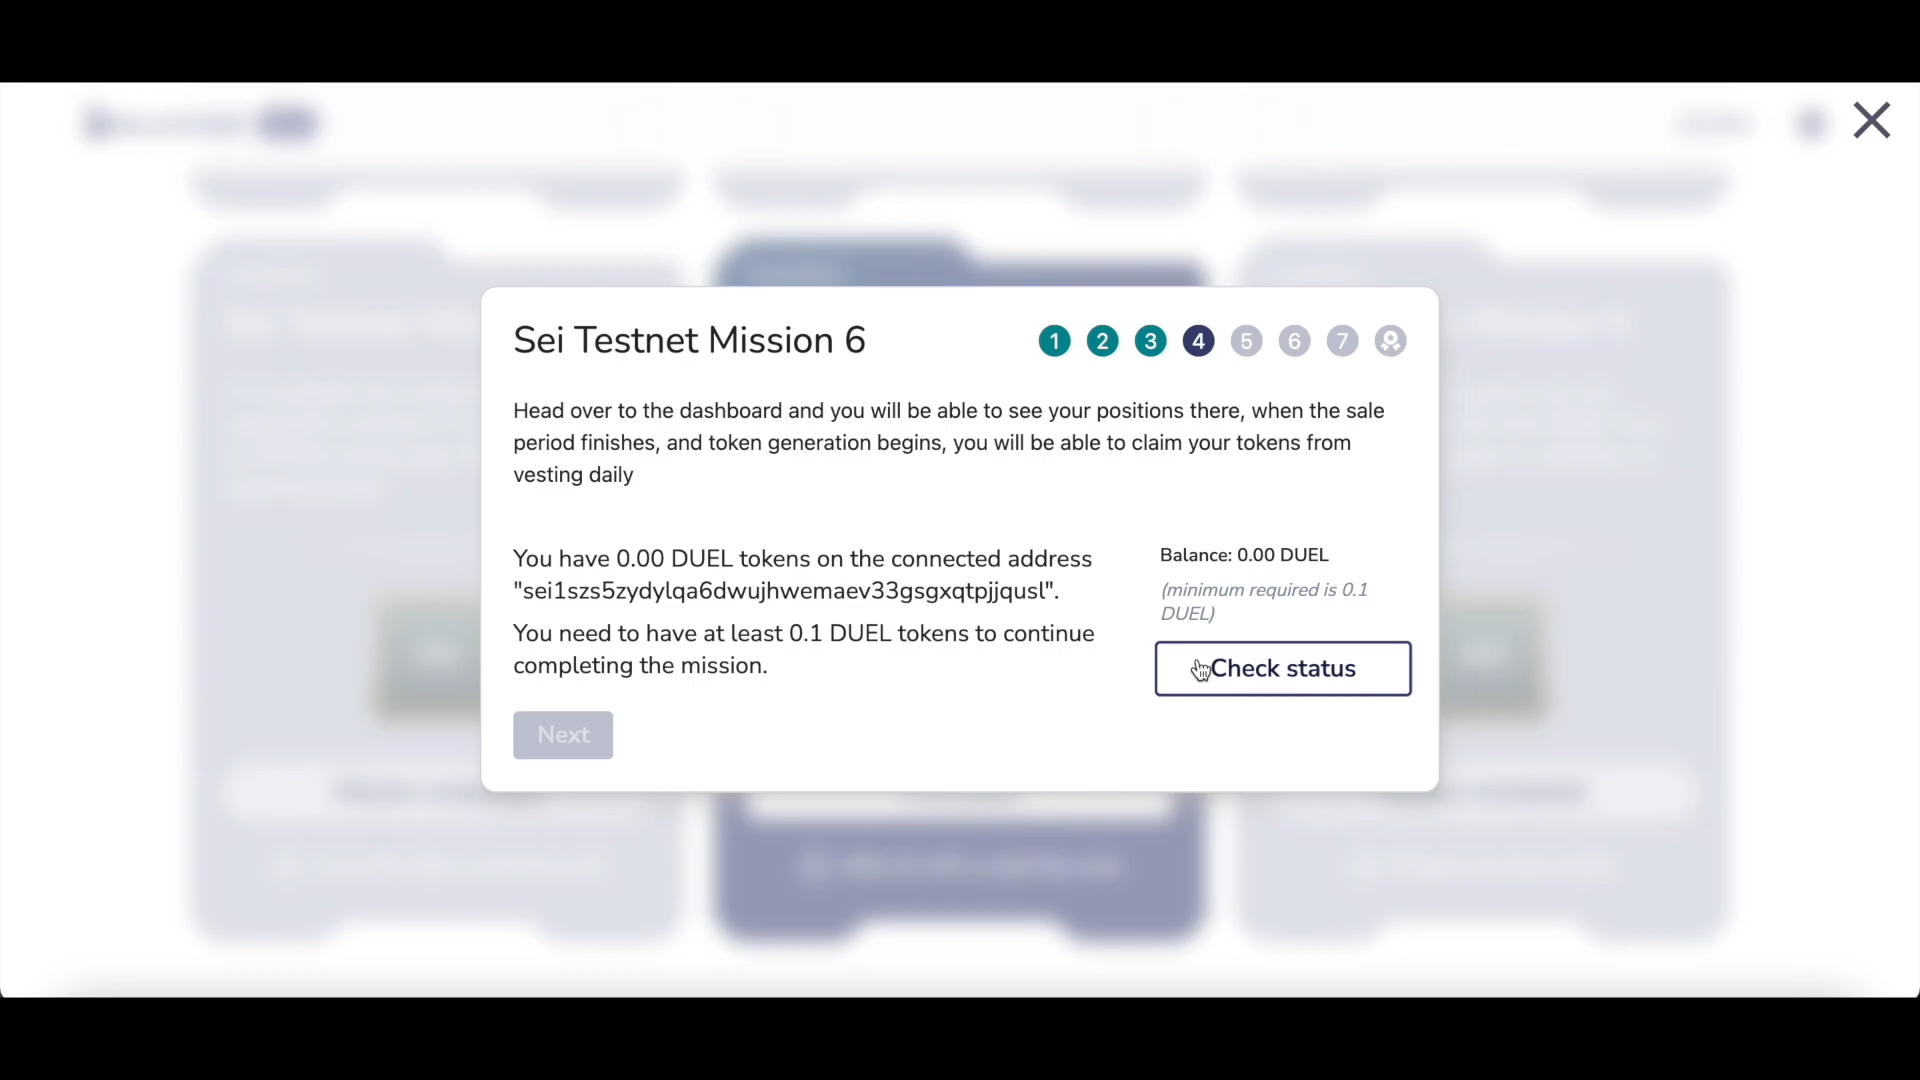 Sei Testnet Mission 6
1 2 3 4 5 6 7
Head over to the dashboard and you will be able to see your positions there, when the sale
period finishes, and token generation begins, you will be able to claim your tokens from
vesting daily
You have 0.00 DUEL tokens on the connected address
"sei1szs5zydylqa6dwujhwemaev33gsgxqtpjjqusl".
You need to have at least 0.1 DUEL tokens to continue
completing the mission.
Balance: 0.00 DUEL
(minimum required is 0.1
DUEL)
Check status
Next